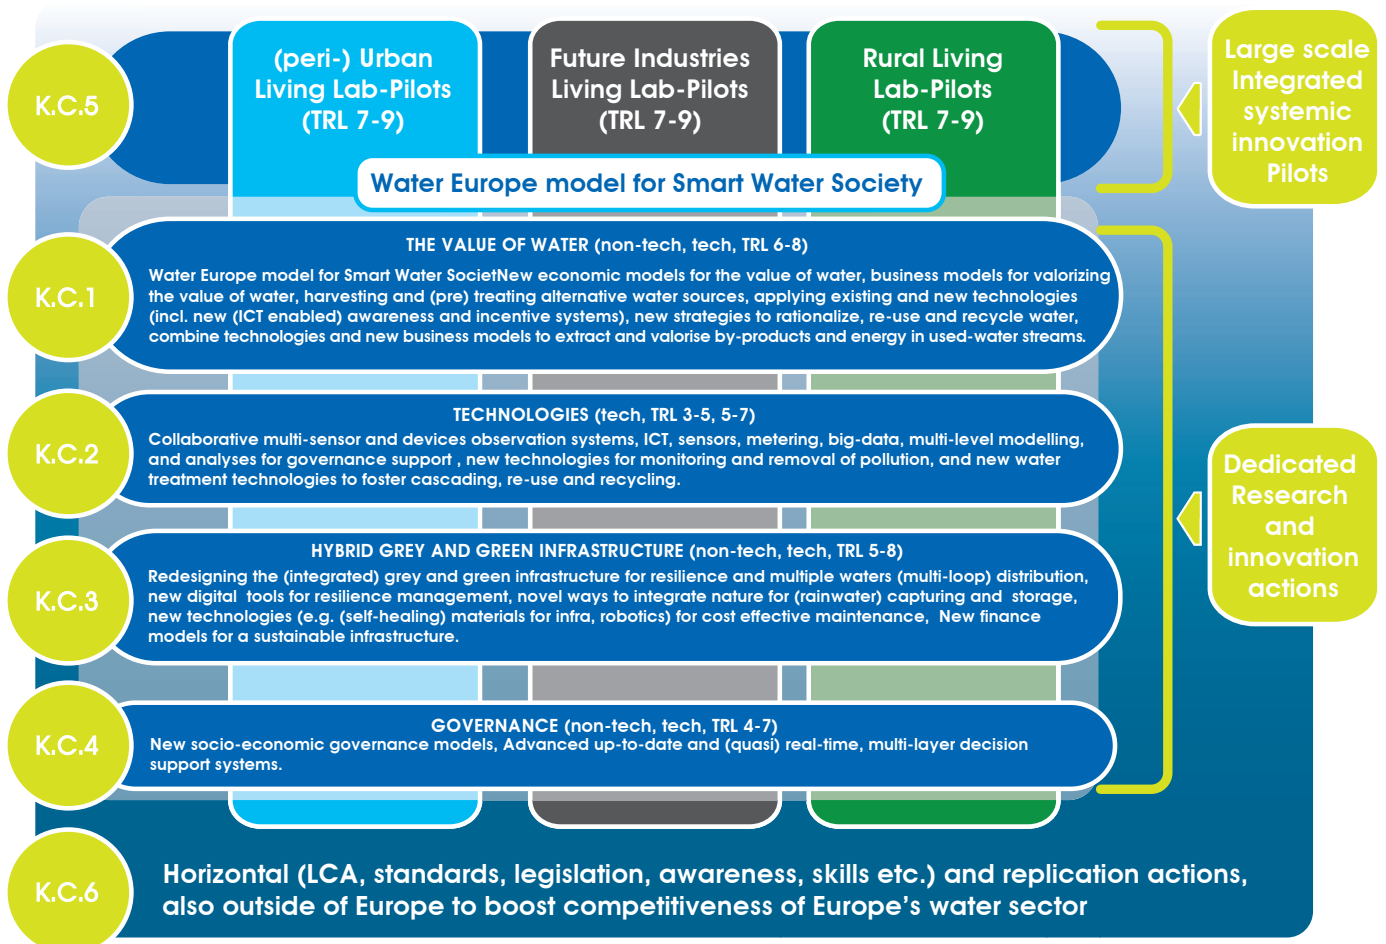 K.C.5
(peri-) Urban
Living Lab-Pilots
(TRL 7-9)
Future Industries
Living Lab-Pilots
(TRL 7-9)
Rural Living
Lab-Pilots
(TRL 7-9)
Large scale
Integrated
systemic
innovation
Pilots
Water Europe model for Smart Water Society
K.C.1
THE VALUE OF WATER (non-tech, tech, TRL 6-8)
Water Europe model for Smart Water SocietNew economic models for the value of water, business models for valorizing
the value of water, harvesting and (pre) treating alternative water sources, applying existing and new technologies
(incl. new (ICT enabled) awareness and incentive systems), new strategies to rationalize, re-use and recycle water,
combine technologies and new business models to extract and valorise by-products and energy in used-water streams.
K.C.2
TECHNOLOGIES (tech, TRL 3-5, 5-7)
Collaborative multi-sensor and devices observation systems, ICT, sensors, metering, big-data, multi-level modelling,
and analyses for governance support , new technologies for monitoring and removal of pollution, and new water
treatment technologies to foster cascading, re-use and recycling.
Dedicated
Research
and
innovation
actions
K.C.3
HYBRID GREY AND GREEN INFRASTRUCTURE (non-tech, tech, TRL 5-8)
Redesigning the (integrated) grey and green infrastructure for resilience and multiple waters (multi-loop) distribution,
new digital  tools for resilience management, novel ways to integrate nature for (rainwater) capturing and  storage,
new technologies (e.g. (self-healing) materials for infra, robotics) for cost effective maintenance,  New finance
models for a sustainable infrastructure.
K.C.4
GOVERNANCE (non-tech, tech, TRL 4-7)
New socio-economic governance models, Advanced up-to-date and (quasi) real-time, multi-layer decision
support systems.
K.C.6
Horizontal (LCA, standards, legislation, awareness, skills etc.) and replication actions,
also outside of Europe to boost competitiveness of Europe’s water sector